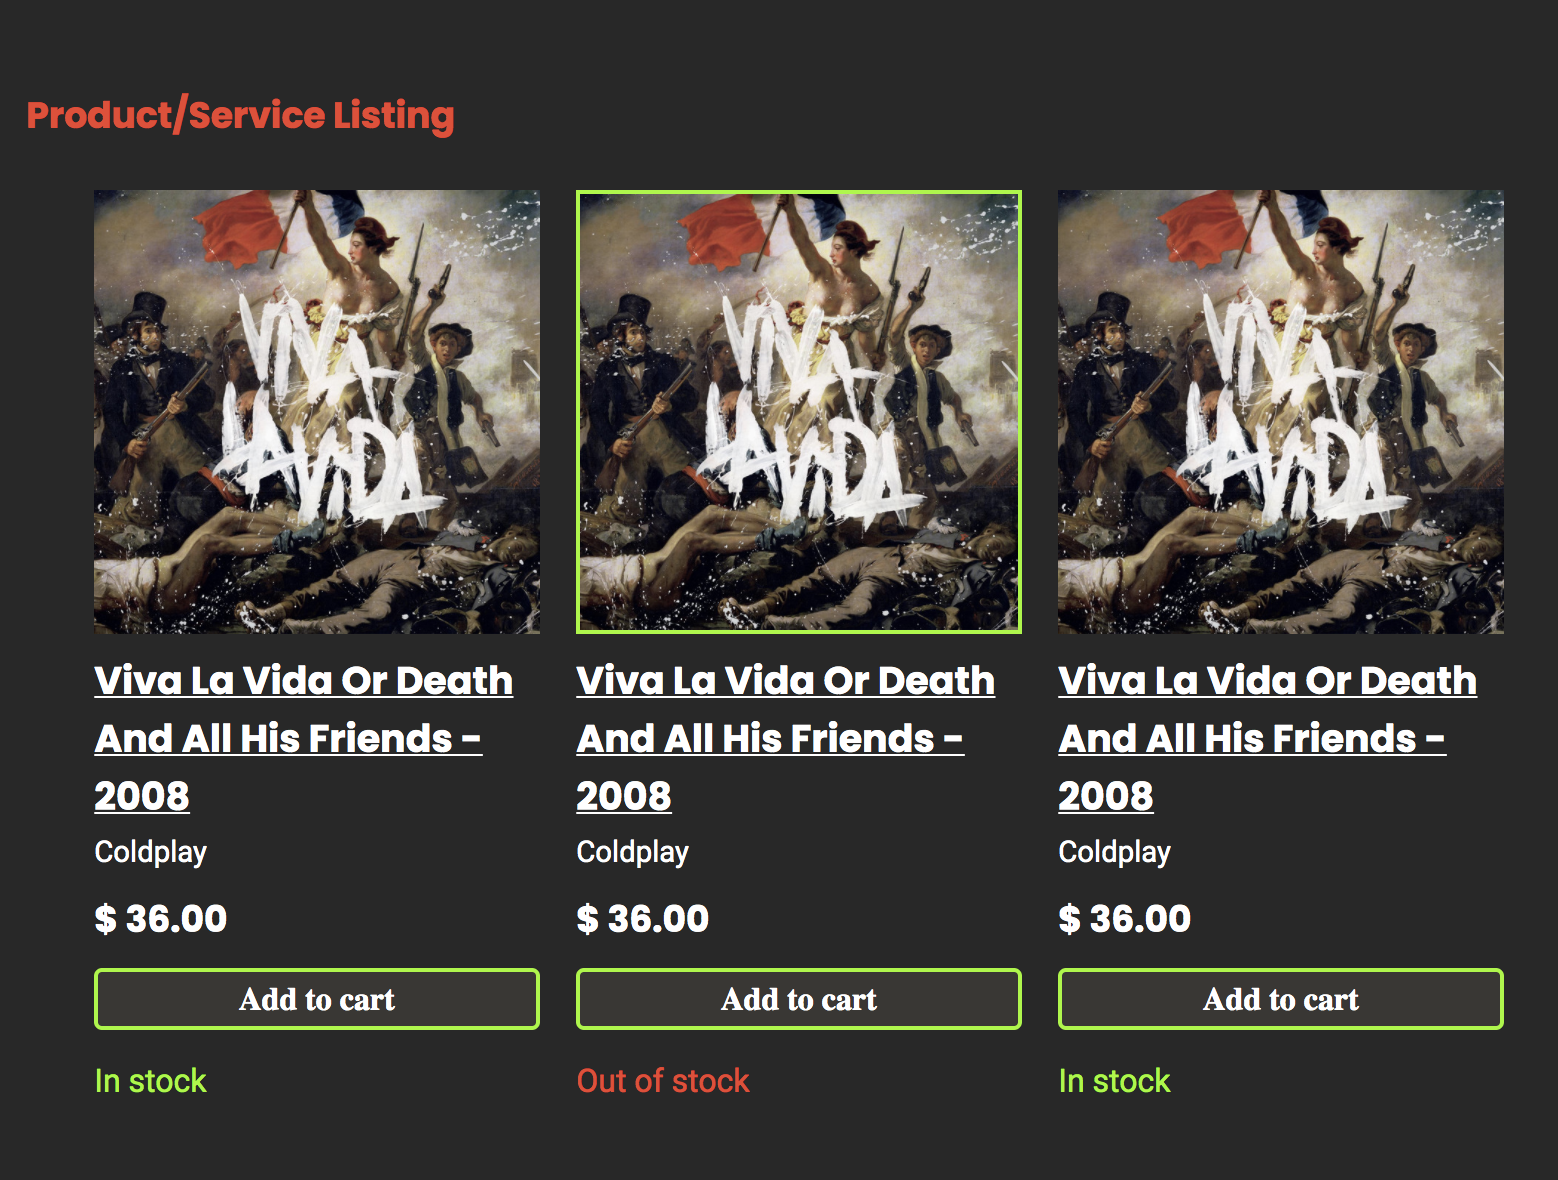 Product/Service Listing
VIVA
LA VIDA
VIVA
LA VIDA
VIVA
LA VIDA
Viva La Vida Or Death
And All His Friends -
2008
Coldplay
$ 36.00
Add to cart
In stock
Viva La Vida Or Death
And All His Friends -
2008
Coldplay
$ 36.00
Add to cart
Out of stock
Viva La Vida Or Death
And All His Friends -
2008
Coldplay
$ 36.00
Add to cart
In stock